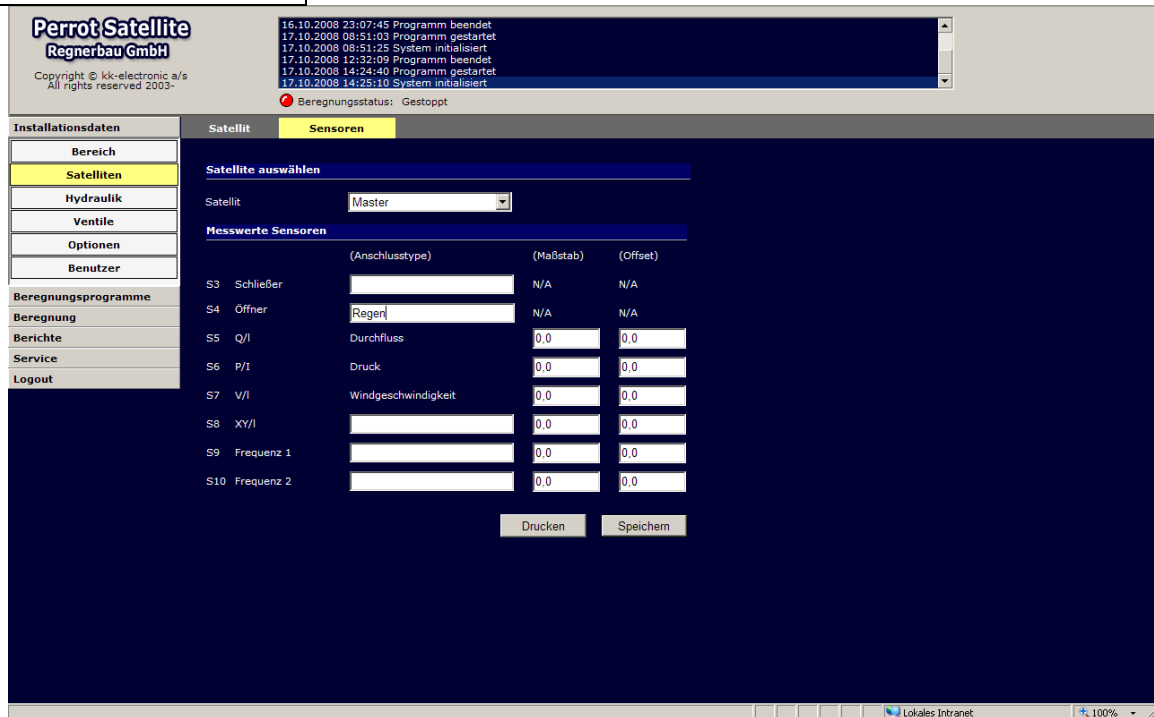 Perrot Satellite
Regnerbau GmbH
Copyright © kk-electronic a/s
All rights reserved 2003-
16.10.2008 23:07:45 Programm beendet
17.10.2008 08:51:03 Programm gestartet
17.10.2008 08:51:25 System initialisiert
17.10.2008 12:32:09 Programm beendet
17.10.2008 14:24:40 Programm gestartet
17.10.2008 14:25:10 System initialisiert
Beregnungsstatus: Gestoppt
Installationsdaten
Bereich
Satelliten
Hydraulik
Ventile
Optionen
Benutzer
Beregnungsprogramme
Beregnung
Berichte
Service
Logout
Satellit Sensoren
Satellite auswählen
Satellit Master
Messwerte Sensoren
(Anschlusstype) (Maßstab) (Offset)
S3 Schließer N/A N/A
S4 Öffner Regen N/A N/A
S5 Q/l Durchfluss 0,0 0,0
S6 P/I Druck 0,0 0,0
S7 V/l Windgeschwindigkeit 0,0 0,0
S8 XY/l 0,0 0,0
S9 Frequenz 1 0,0 0,0
S10 Frequenz 2 0,0 0,0
Drucken Speichern
Lokales Intranet 100%